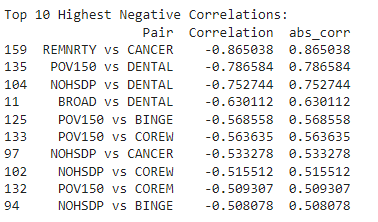 Top 10 Highest Negative Correlations:
Pair Correlation abs_corr
159 REMNRTY vs CANCER -0.865038 0.865038
135 POV150 vs DENTAL -0.786584 0.786584
104 NOHSDP vs DENTAL -0.752744 0.752744
11 BROAD vs DENTAL -0.630112 0.630112
125 POV150 vs BINGE -0.568558 0.568558
133 POV150 vs COREW -0.563635 0.563635
97 NOHSDP vs CANCER -0.533278 0.533278
102 NOHSDP vs COREW -0.515512 0.515512
132 POV150 vs COREM -0.509307 0.509307
94 NOHSDP vs BINGE -0.508078 0.508078